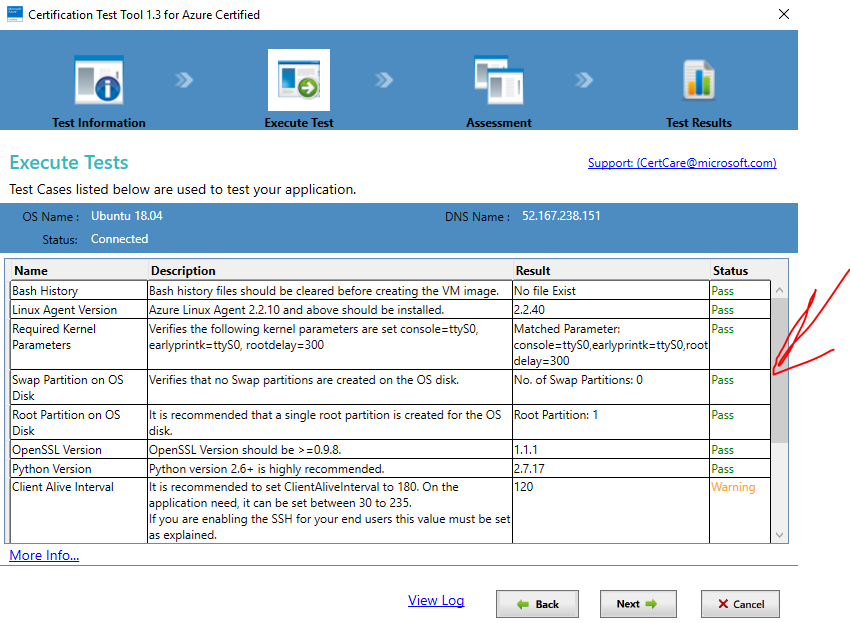 Certification Test Tool 1.3 for Azure Certified
Test Information
Execute Test
Assessment
Test Results
Execute Tests
Support: (CertCare@microsoft.com)
Test Cases listed below are used to test your application.
OS Name : Ubuntu 18.04
DNS Name : 52.167.238.151
Status: Connected
Name Description Result Status
Bash History Bash history files should be cleared before creating the VM image. No file Exist Pass
Linux Agent Version Azure Linux Agent 2.2.10 and above should be installed. 2.2.40 Pass
Required Kernel Verifies the following kernel parameters are set console=ttyS0, Matched Parameter: Pass
Parameters earlyprintk=ttyS0, rootdelay=300 console=ttyS0,earlyprintk=ttyS0,root
delay=300
Swap Partition on OS Verifies that no Swap partitions are created on the OS disk. No. of Swap Partitions: 0 Pass
Disk
Root Partition on OS It is recommended that a single root partition is created for the OS Root Partition: 1 Pass
Disk disk.
OpenSSL Version OpenSSL Version should be >=0.9.8. 1.1.1 Pass
Python Version Python version 2.6+ is highly recommended. 2.7.17 Pass
Client Alive Interval It is recommended to set ClientAliveInterval to 180. On the 120 Warning
application need, it can be set between 30 to 235.
If you are enabling the SSH for your end users this value must be set
as explained.
More Info...
View Log
Back
Next
Cancel